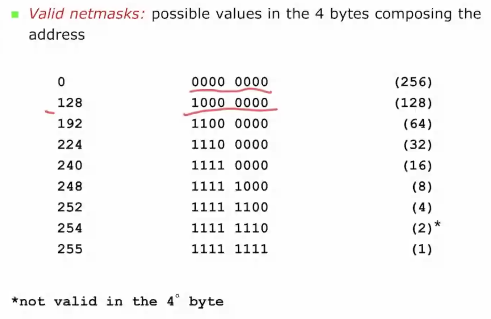 Valid netmasks: possible values in the 4 bytes composing the
address
0 0000 0000 (256)
128 1000 0000 (128)
192 1100 0000 (64)
224 1110 0000 (32)
240 1111 0000 (16)
248 1111 1000 (8)
252 1111 1100 (4)
254 1111 1110 (2)*
255 1111 1111 (1)
*not valid in the 4° byte